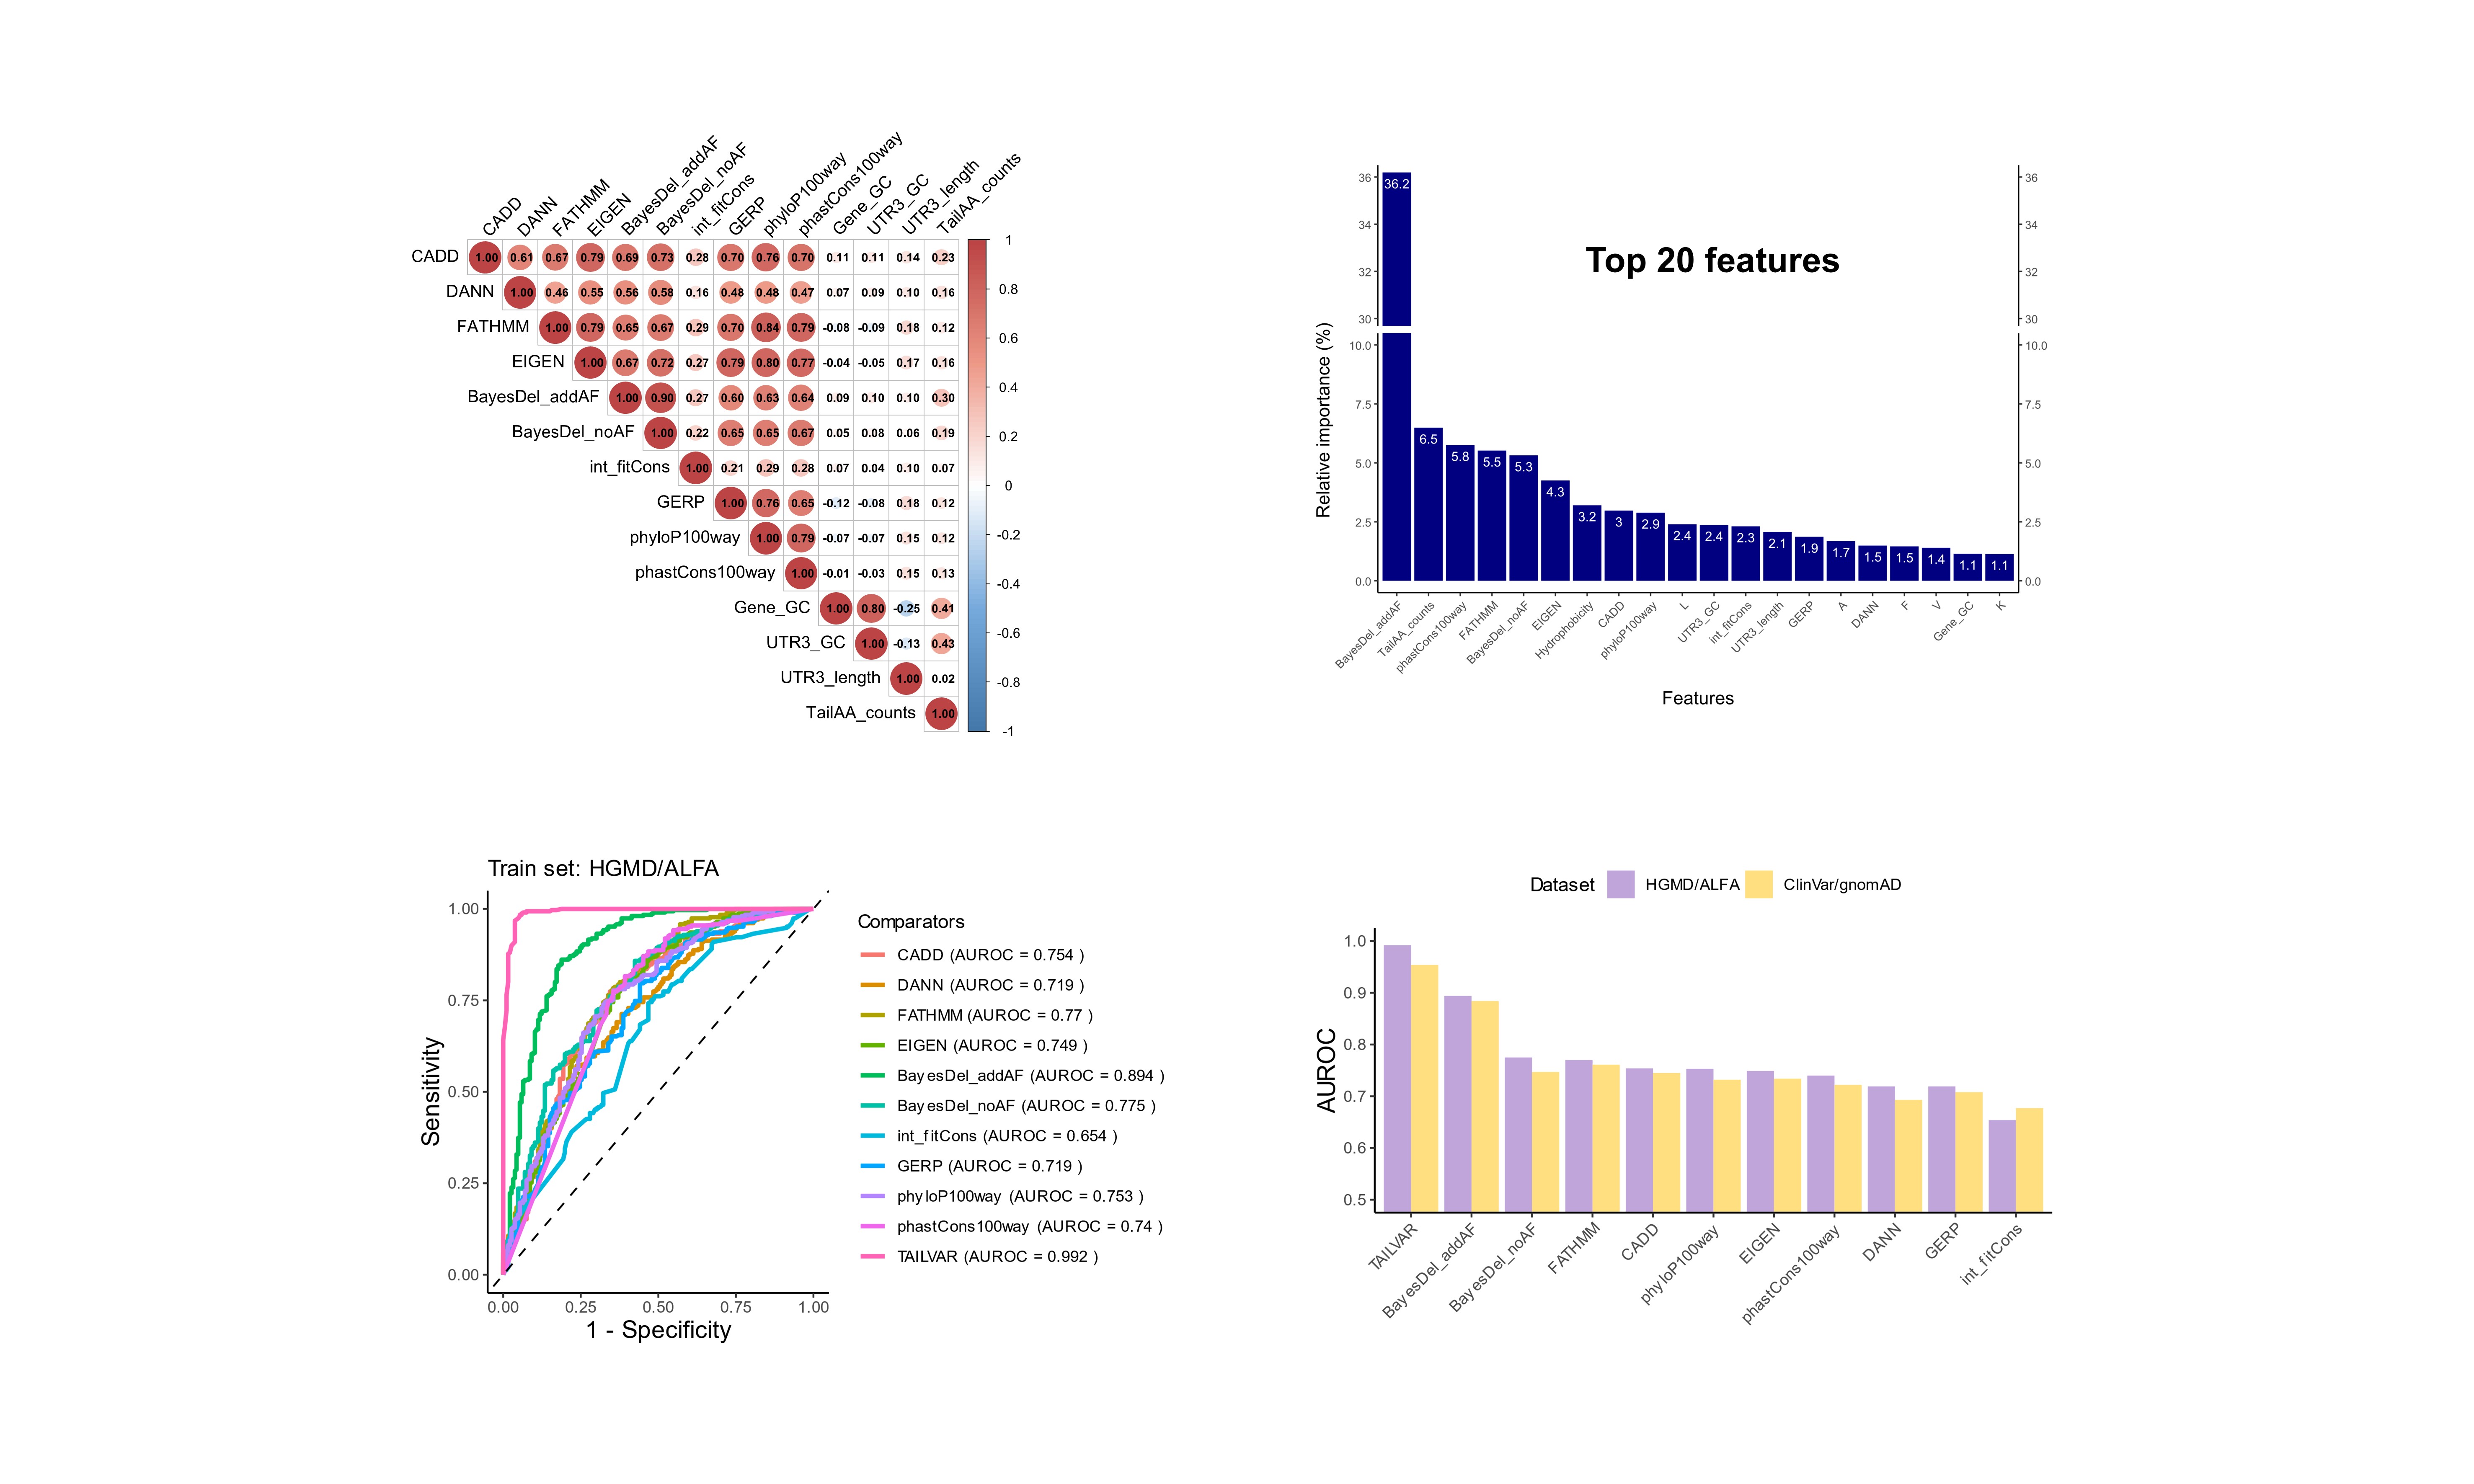 CADD DANN FATHMM EIGEN BayesDel_addAF BayesDel_noAF int_fitCons GERP phyloP100way phastCons100way Gene_GC UTR3_GC UTR3_length TailAA_counts
CADD 1.00 0.61 0.67 0.79 0.69 0.73 0.28 0.70 0.76 0.70 0.11 0.11 0.14 0.23
DANN 1.00 0.46 0.55 0.56 0.58 0.16 0.48 0.48 0.47 0.07 0.09 0.10 0.16
FATHMM 1.00 0.79 0.65 0.67 0.29 0.70 0.84 0.79 -0.08 -0.09 0.18 0.12
EIGEN 1.00 0.67 0.72 0.27 0.79 0.80 0.77 -0.04 -0.05 0.17 0.16
BayesDel_addAF 1.00 0.90 0.27 0.60 0.63 0.64 0.09 0.10 0.10 0.30
BayesDel_noAF 1.00 0.22 0.65 0.65 0.67 0.05 0.08 0.06 0.19
int_fitCons 1.00 0.21 0.29 0.28 0.07 0.04 0.10 0.07
GERP 1.00 0.76 0.65 -0.12 -0.08 0.18 0.12
phyloP100way 1.00 0.79 -0.07 -0.07 0.15 0.12
phastCons100way 1.00 -0.01 -0.03 0.15 0.13
Gene_GC 1.00 0.80 -0.25 0.41
UTR3_GC 1.00 -0.13 0.43
UTR3_length 1.00 0.02
TailAA_counts 1.00
1
0.8
0.6
0.4
0.2
0
-0.2
-0.4
-0.6
-0.8
-1
Top 20 features
Relative importance (%)
36
34
32
30
10.0
7.5
5.0
2.5
0.0
36
34
32
30
10.0
7.5
5.0
2.5
0.0
36.2 6.5 5.8 5.5 5.3 4.3 3.2 3 2.9 2.4 2.4 2.3 2.1 1.9 1.7 1.5 1.5 1.4 1.1 1.1
BayesDel_addAF TailAA_counts phastCons100way FATHMM BayesDel_noAF EIGEN Hydrophobicity CADD phyloP100way L UTR3_GC int_fitCons UTR3_length GERP A DANN F V Gene_GC K
Features
Train set: HGMD/ALFA
Sensitivity
1.00
0.75
0.50
0.25
0.00
0.00 0.25 0.50 0.75 1.00
1 - Specificity
Comparators
CADD (AUROC = 0.754 )
DANN (AUROC = 0.719 )
FATHMM (AUROC = 0.77 )
EIGEN (AUROC = 0.749 )
BayesDel_addAF (AUROC = 0.894 )
BayesDel_noAF (AUROC = 0.775 )
int_fitCons (AUROC = 0.654 )
GERP (AUROC = 0.719 )
phyloP100way (AUROC = 0.753 )
phastCons100way (AUROC = 0.74 )
TAILVAR (AUROC = 0.992 )
Dataset HGMD/ALFA ClinVar/gnomAD
AUROC
1.0
0.9
0.8
0.7
0.6
0.5
TAILVAR BayesDel_addAF BayesDel_noAF FATHMM CADD phyloP100way EIGEN phastCons100way DANN GERP int_fitCons